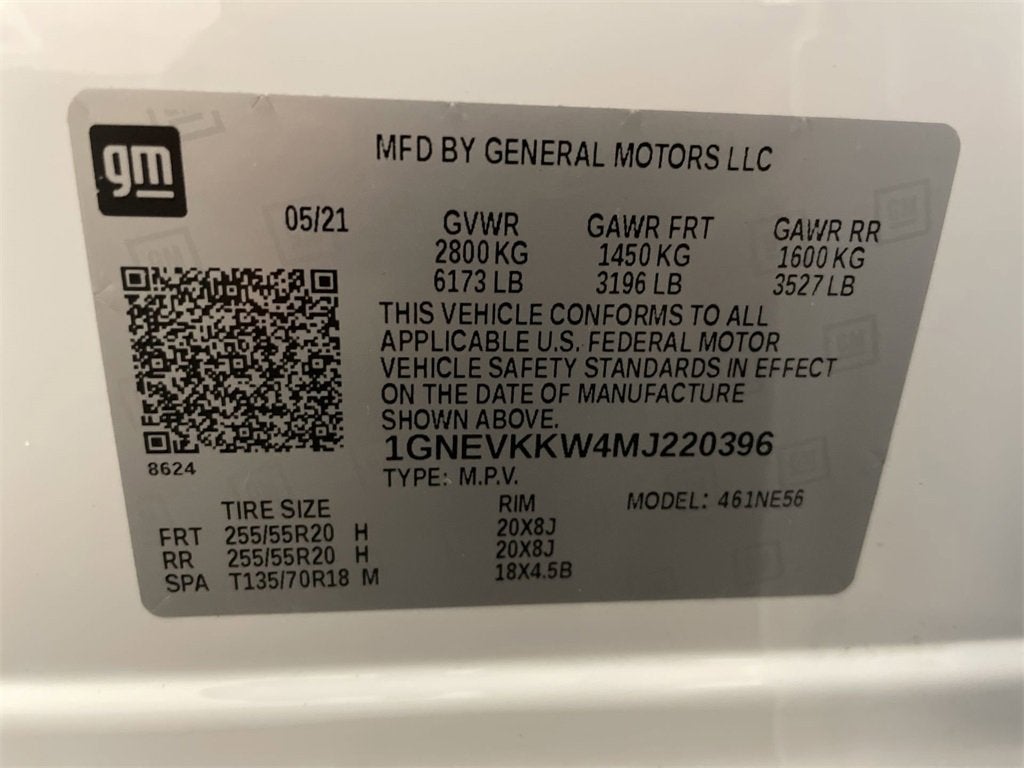 gm
MFD BY GENERAL MOTORS LLC
05/21 GVWR GAWR FRT GAWR RR
2800 KG 1450 KG 1600 KG
6173 LB 3196 LB 3527 LB
THIS VEHICLE CONFORMS TO ALL
APPLICABLE U.S. FEDERAL MOTOR
VEHICLE SAFETY STANDARDS IN EFFECT
ON THE DATE OF MANUFACTURE
SHOWN ABOVE.
1GNEVKKW4MJ220396
8624
TYPE: M.P.V.
TIRE SIZE RIM MODEL: 461NE56
FRT 255/55R20 H 20X8J
RR 255/55R20 H 20X8J
SPA T135/70R18 M 18X4.5B